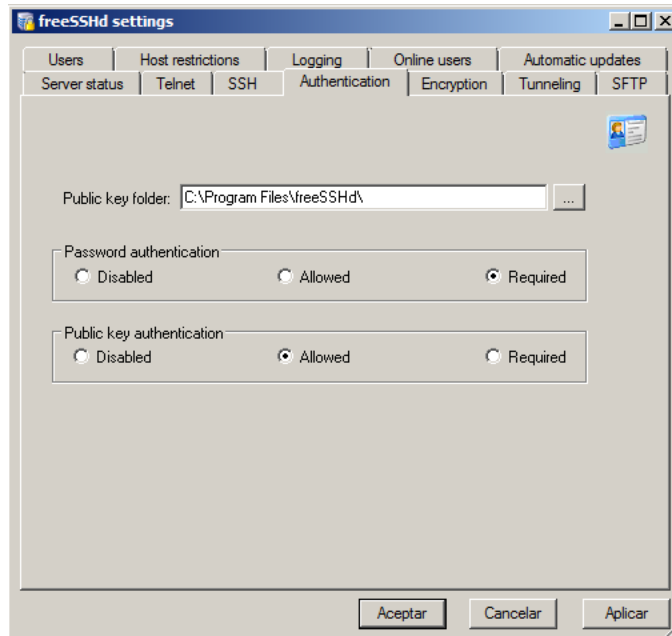 freeSSHd settings
Users Host restrictions Logging Online users Automatic updates
Server status Telnet SSH Authentication Encryption Tunneling SFTP
Public key folder: C:\Program Files\freeSSHd\ ...
Password authentication
Disabled Allowed Required
Public key authentication
Disabled Allowed Required
Aceptar Cancelar Aplicar